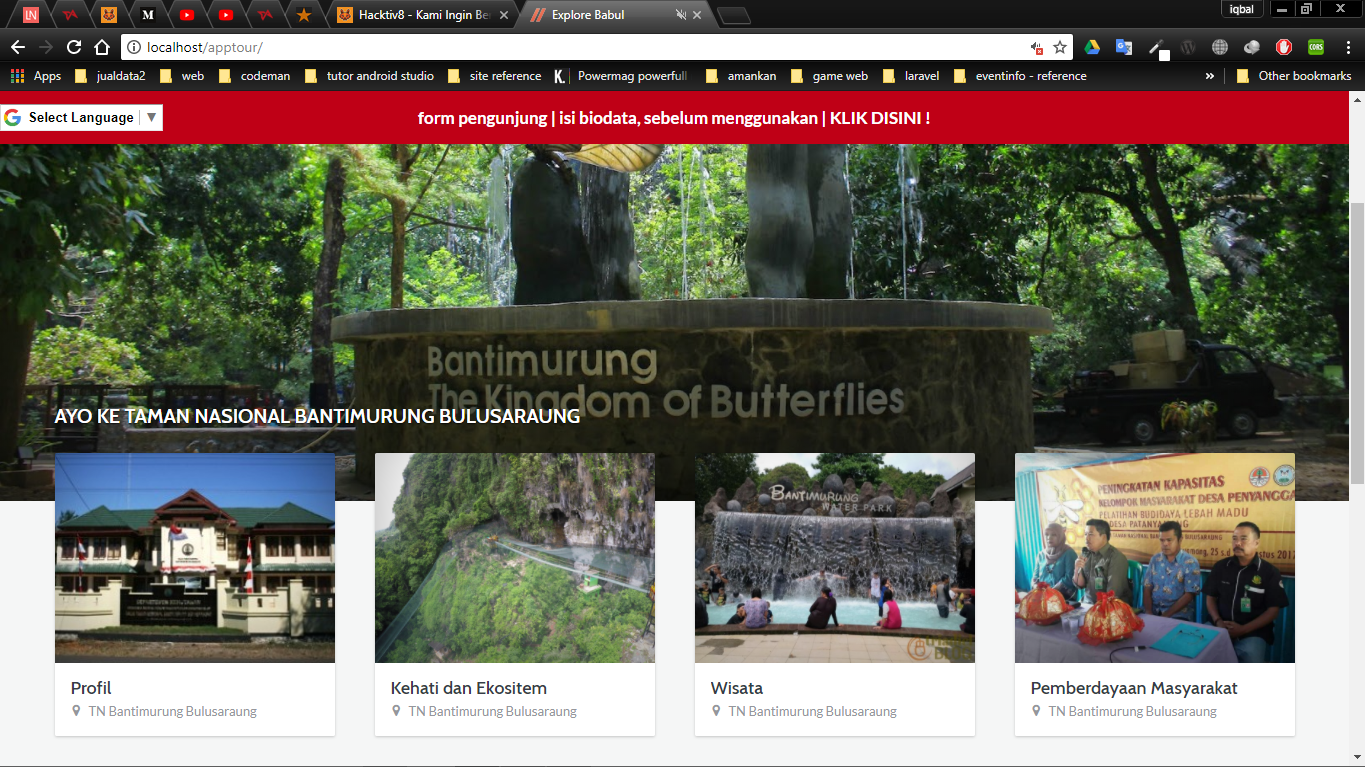 iqbal
Hacktiv8 - Kami Ingin Be
Explore Babul
localhost/apptour/
Apps
jualdata2
web
codeman
tutor android studio
site reference
Powermag powerfull
amankan
game web
laravel
eventinfo - reference
»
Other bookmarks
Select Language ▼
form pengunjung | isi biodata, sebelum menggunakan | KLIK DISINI !
Bantimurung
The Kingdom of Butterflies
AYO KE TAMAN NASIONAL BANTIMURUNG BULUSARAUNG
BANTIMURUNG
WATER PARK
PENINGKATAN KAPASITAS
KELOMPOK MASYARAKAT DESA PENYANGGA
PELATIHAN BUDIDAYA LEBAH MADU
Profil
TN Bantimurung Bulusaraung
Kehati dan Ekositem
TN Bantimurung Bulusaraung
Wisata
TN Bantimurung Bulusaraung
Pemberdayaan Masyarakat
TN Bantimurung Bulusaraung